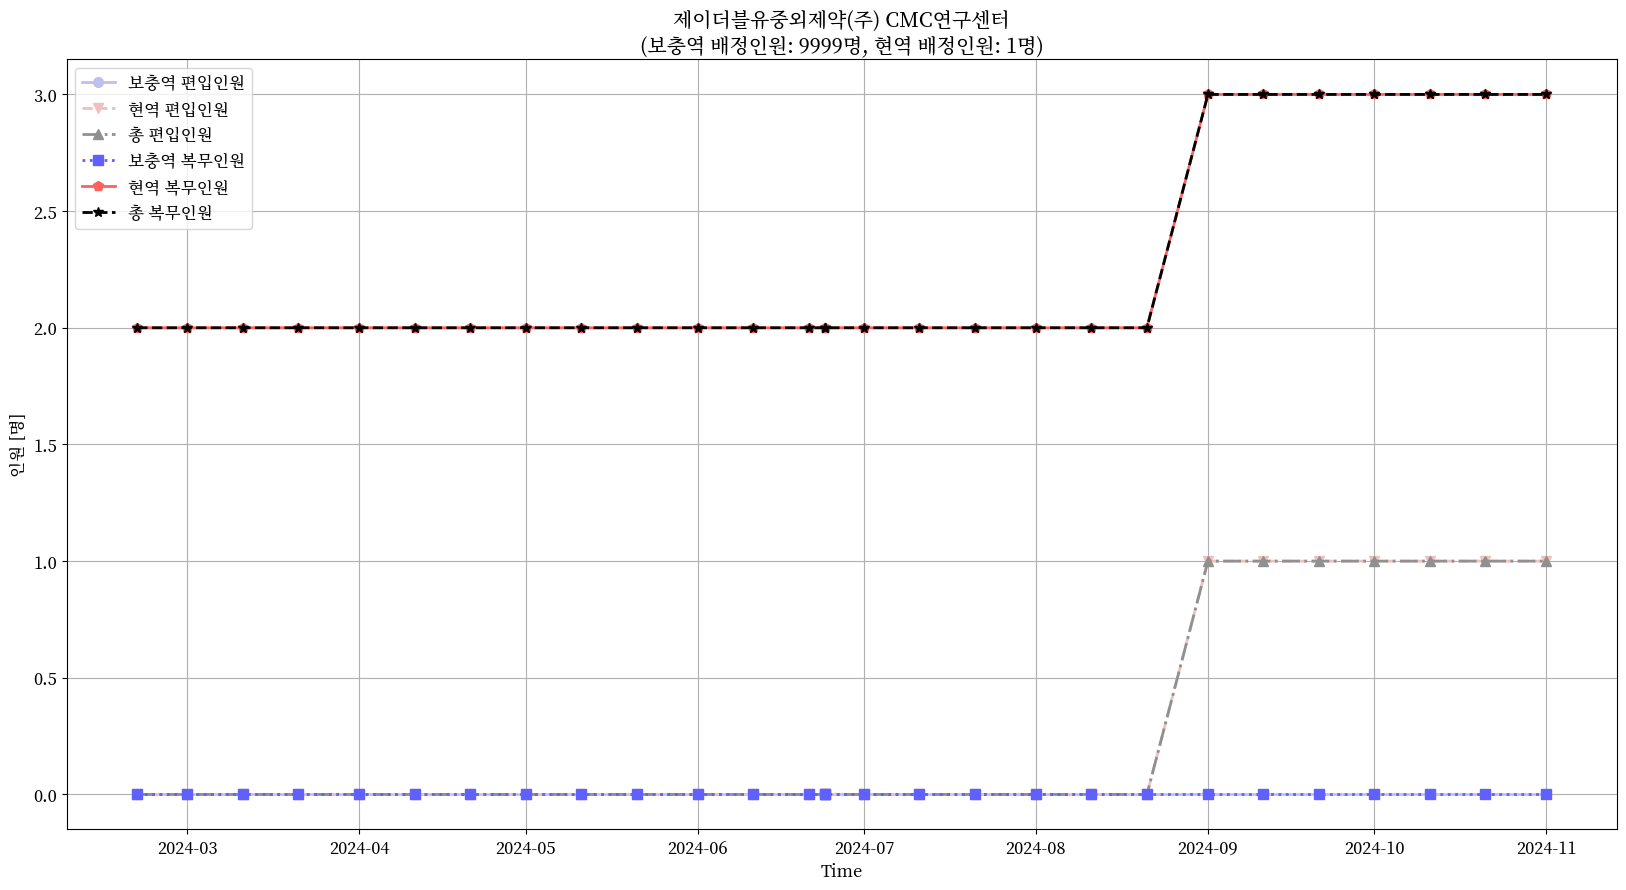 제이더블유중외제약(주) CMC연구센터
(보충역 배정인원: 9999명, 현역 배정인원: 1명)
보충역 편입인원
현역 편입인원
총 편입인원
보충역 복무인원
현역 복무인원
총 복무인원
3.0
2.5
2.0
1.5
1.0
0.5
0.0
인원 [명]
2024-03
2024-04
2024-05
2024-06
2024-07
2024-08
2024-09
2024-10
2024-11
Time